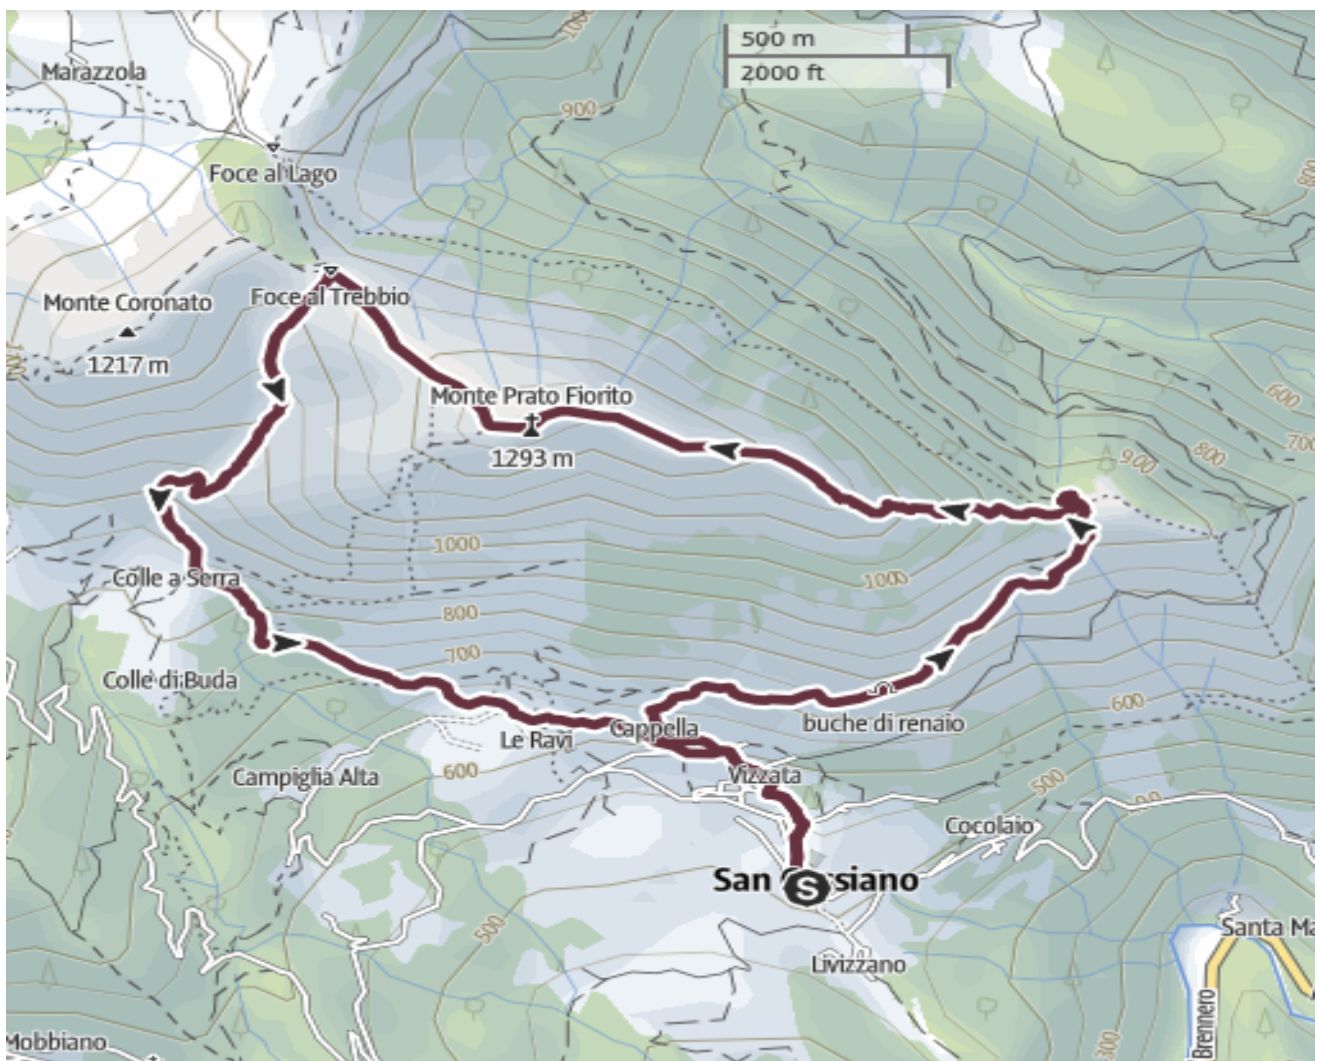 1000
500 m
2000 ft
Marazzola
900
Foce al Lago
Monte Coronato
Foce al Trebbio
1217 m
Monte Prato Fiorito
600
700
800
900
1293 m
1000
1000
Colle a Serra
800
700
Colle di Buda
600
buche di renaio
Cappella
Le Ravi
600
Campiglia Alta
Vizzata
500
Cocolaio
San siano
S
500
Santa Ma
Livizzano
Brennero
Mobbiano